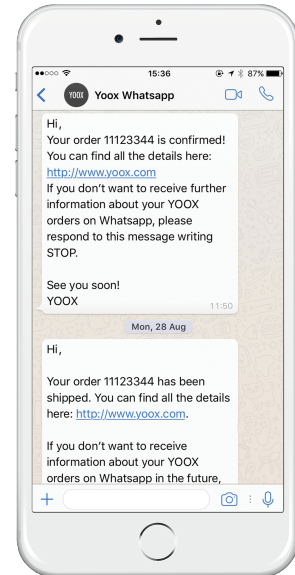 15:36
87%
YOOX
Yoox Whatsapp
Hi,
Your order 11123344 is confirmed!
You can find all the details here:
http://www.yoox.com
If you don’t want to receive further
information about your YOOX
orders on Whatsapp, please
respond to this message writing
STOP.
See you soon!
YOOX
11:50
Mon, 28 Aug
Hi,
Your order 11123344 has been
shipped. You can find all the details
here: http://www.yoox.com.
If you don’t want to receive
information about your YOOX
orders on Whatsapp in the future,